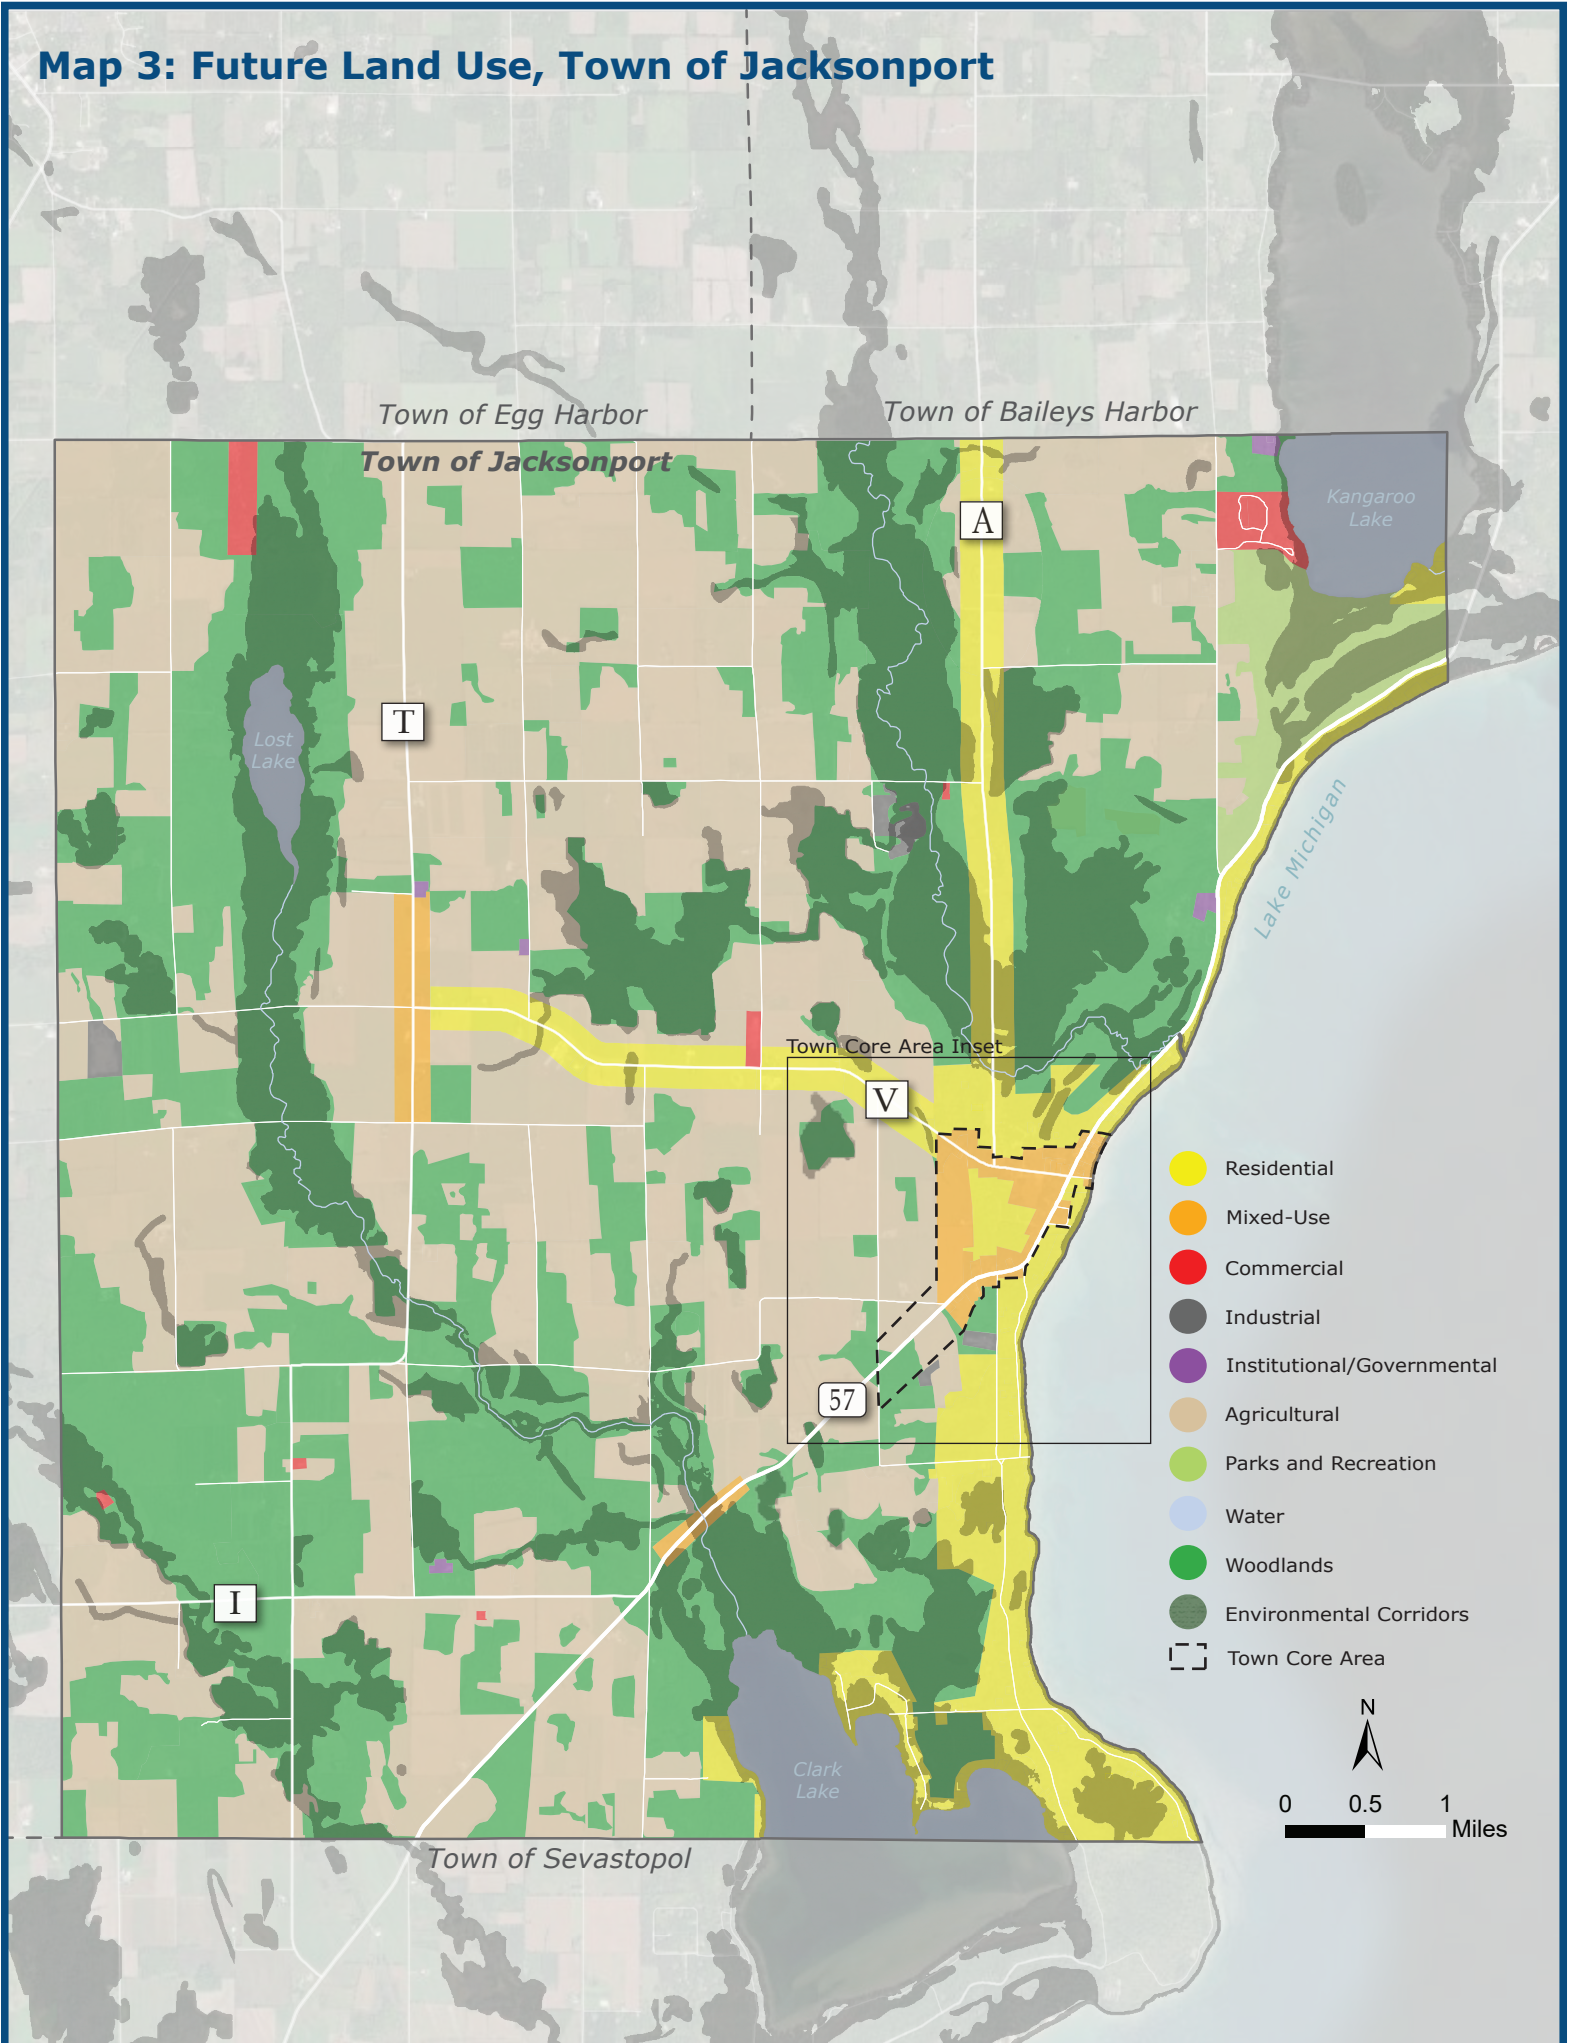 Map 3: Future Land Use, Town of Jacksonport
Town of Egg Harbor
Town of Baileys Harbor
Town of Jacksonport
Kangaroo
Lake
A
T
Lost
Lake
Lake Michigan
Town Core Area Inset
V
57
I
Clark
Lake
Residential
Mixed-Use
Commercial
Industrial
Institutional/Governmental
Agricultural
Parks and Recreation
Water
Woodlands
Environmental Corridors
Town Core Area
N
0 0.5 1
Miles
Town of Sevastopol